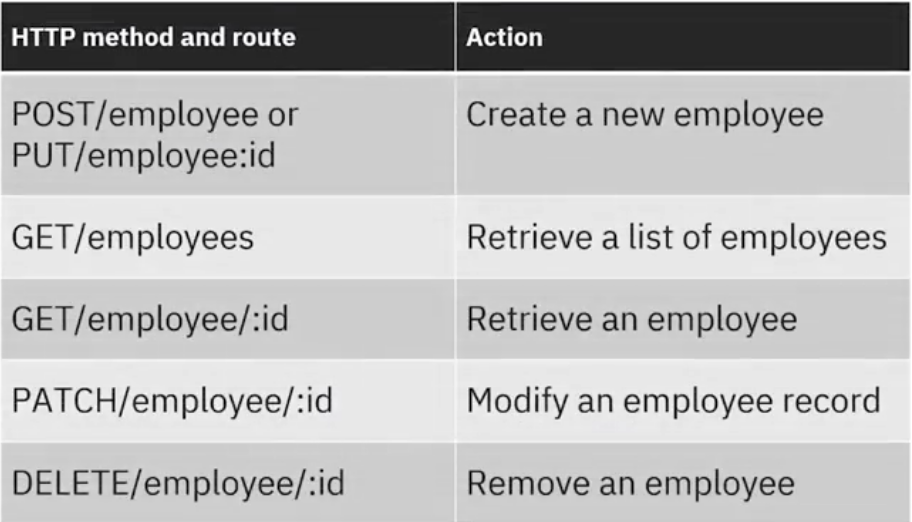 HTTP method and route
Action
POST/employee or
PUT/employee:id
Create a new employee
GET/employees
Retrieve a list of employees
GET/employee/:id
Retrieve an employee
PATCH/employee/:id
Modify an employee record
DELETE/employee/:id
Remove an employee